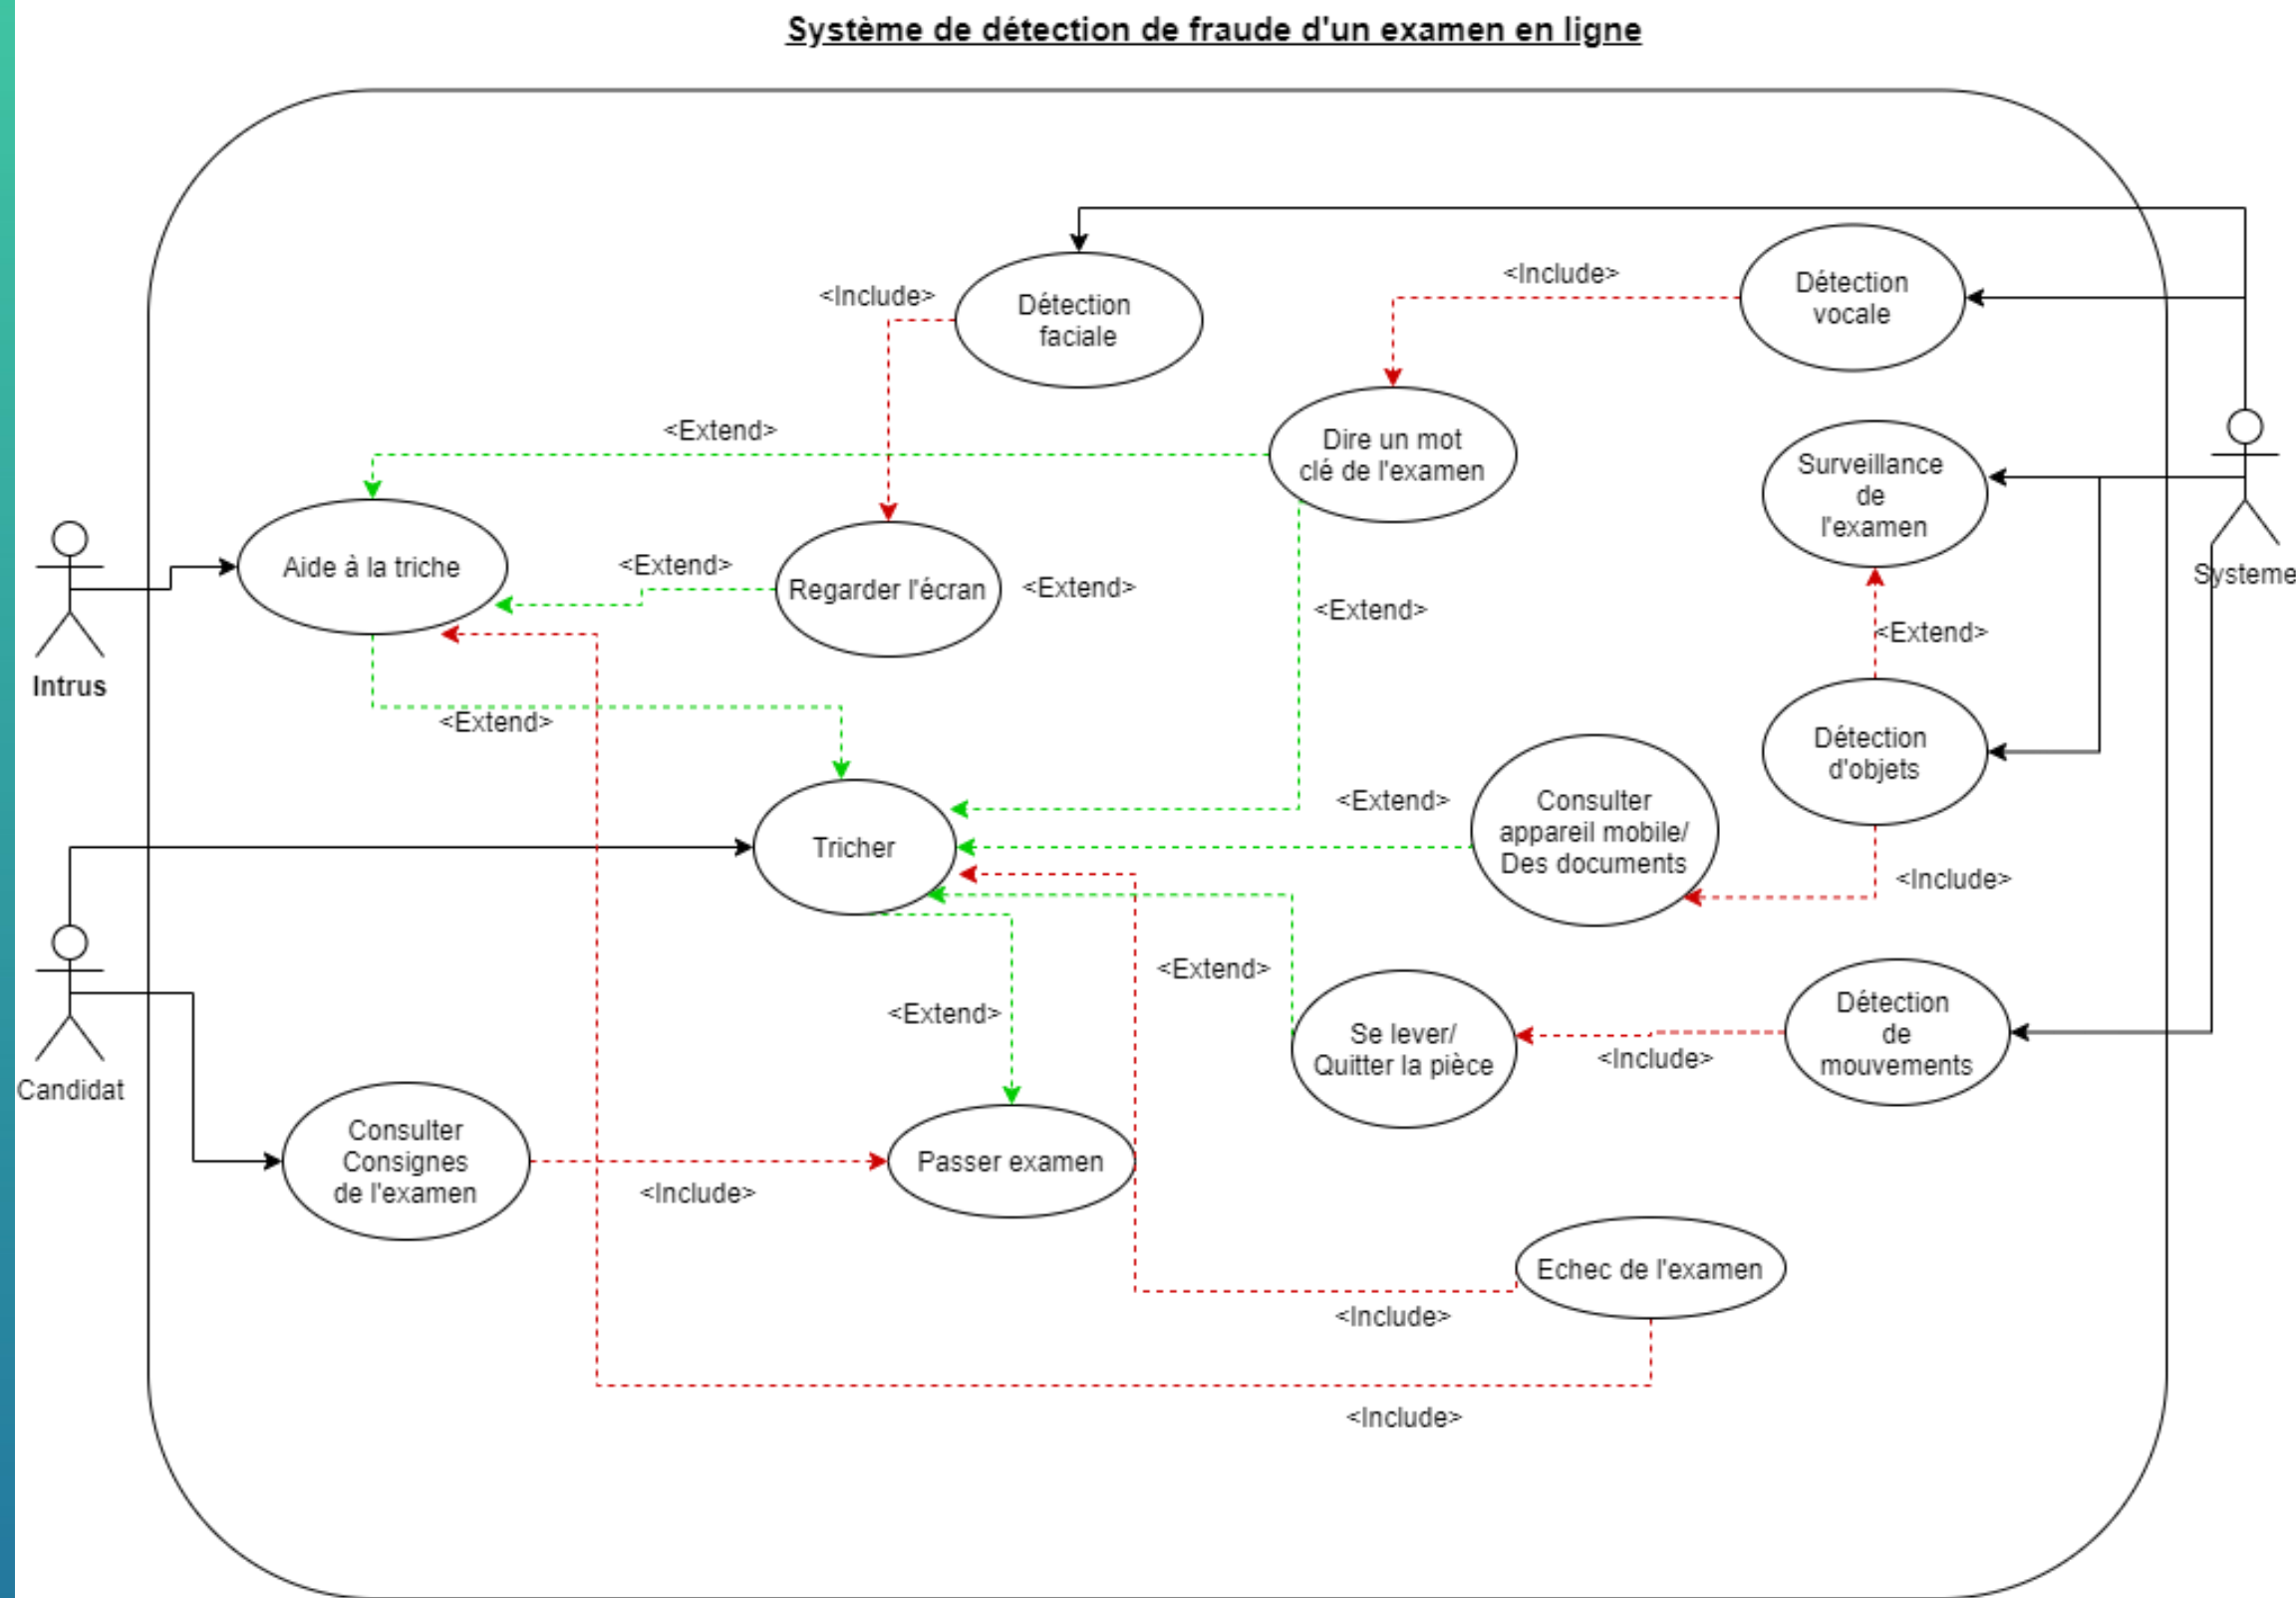 Système de détection de fraude d'un examen en ligne
<Include>
Détection
vocale
<Include>
Détection
faciale
<Extend>
Dire un mot
clé de l'examen
Surveillance
de
l'examen
Systeme
Aide à la triche
<Extend>
Regarder l'écran
<Extend>
<Extend>
<Extend>
Intrus
<Extend>
Détection
d'objets
<Extend>
Consulter
appareil mobile/
Des documents
Tricher
<Include>
<Extend>
<Extend>
Se lever/
Quitter la pièce
Détection
de
mouvements
<Include>
Candidat
Consulter
Consignes
de l'examen
<Include>
Passer examen
Echec de l'examen
<Include>
<Include>